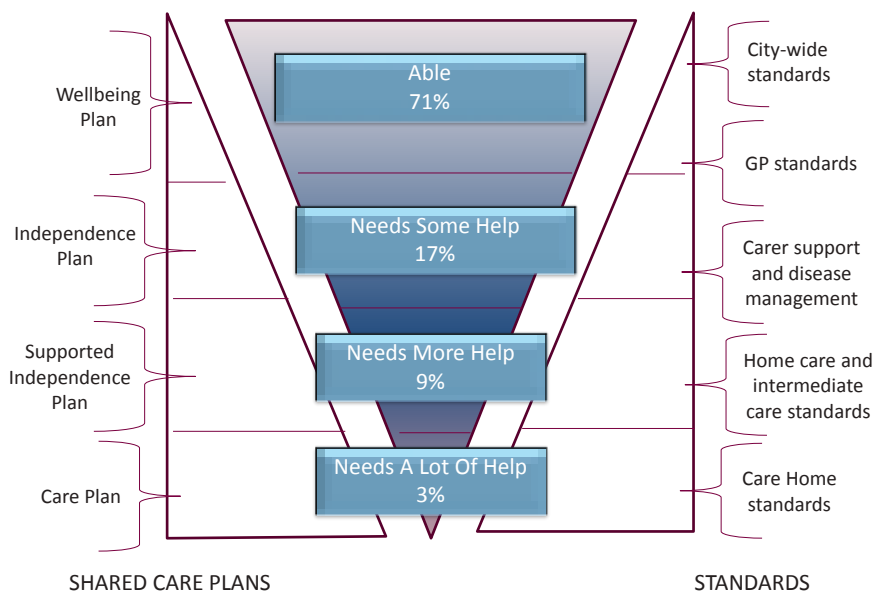 Wellbeing
Plan
Independence
Plan
Supported
Independence
Plan
Care Plan
SHARED CARE PLANS
Able
71%
Needs Some Help
17%
Needs More Help
9%
Needs A Lot Of Help
3%
City-wide
standards
GP standards
Carer support
and disease
management
Home care and
intermediate
care standards
Care Home
standards
STANDARDS